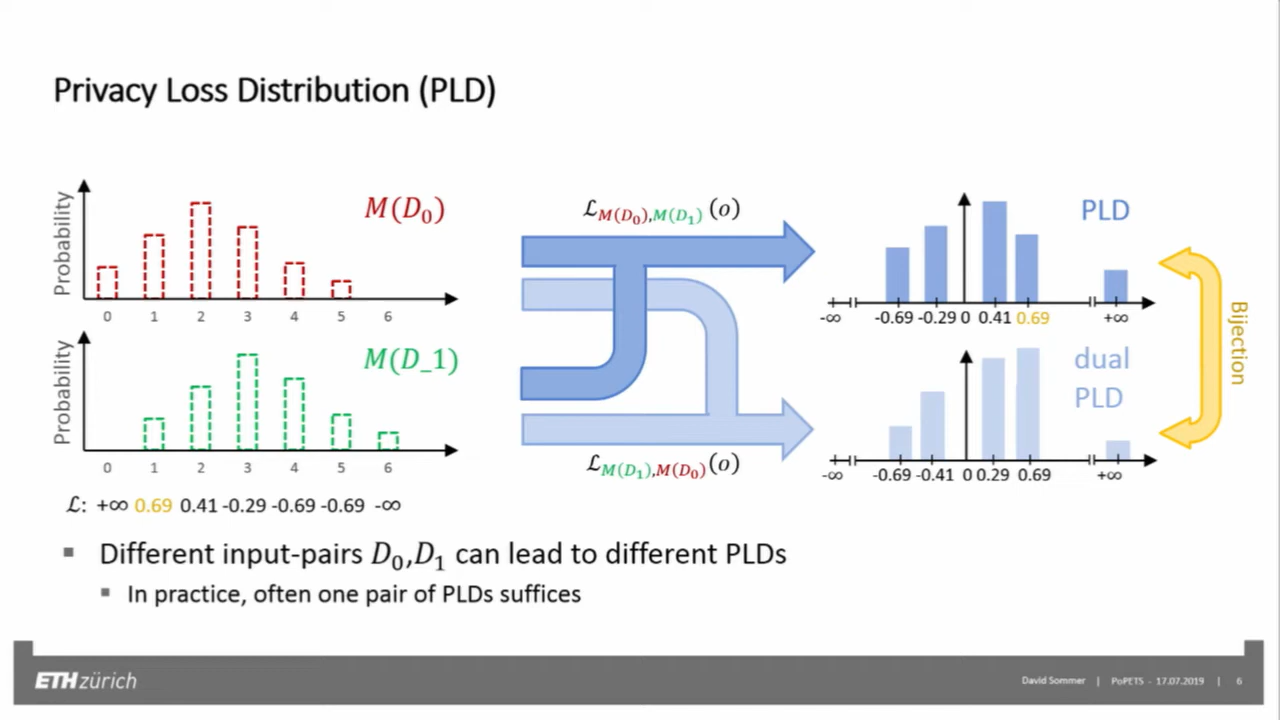 Privacy Loss Distribution (PLD)
Probability
M(D₀)
0 1 2 3 4 5 6
Probability
M(D_1)
0 1 2 3 4 5 6
ℒ: +∞ 0.69 0.41 -0.29 -0.69 -0.69 -∞
ℒ_M(D₀),M(D₁) (o)
ℒ_M(D₁),M(D₀) (o)
PLD
-∞ -0.69 -0.29 0 0.41 0.69 +∞
dual
PLD
-∞ -0.69 -0.41 0 0.29 0.69 +∞
Bijection
▪ Different input-pairs D₀,D₁ can lead to different PLDs
▪ In practice, often one pair of PLDs suffices
ETH zürich
David Sommer | PoPETS - 17.07.2019 | 6